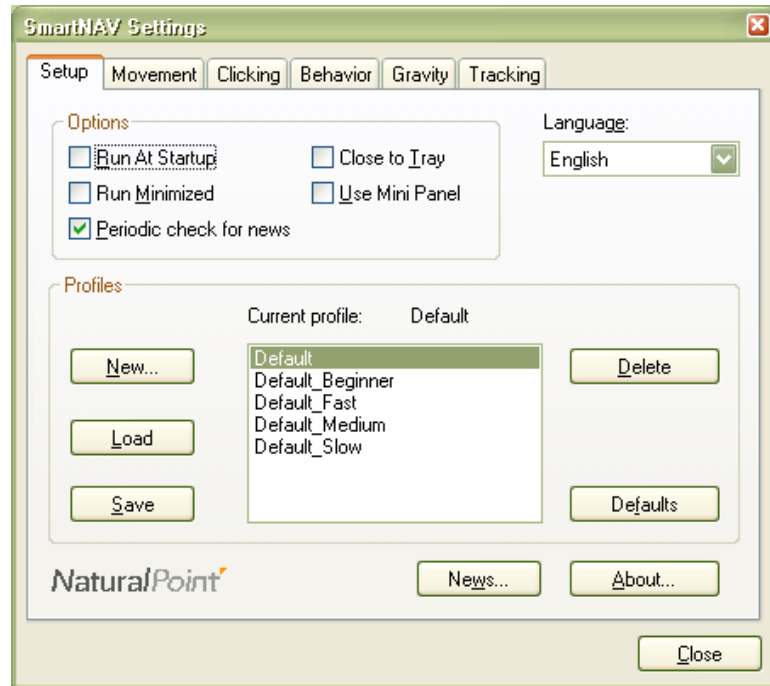 SmartNAV Settings
Setup Movement Clicking Behavior Gravity Tracking
Options
Language:
Run At Startup Close to Tray
English
Run Minimized Use Mini Panel
Periodic check for news
Profiles
Current profile: Default
New...
Default
Default_Beginner
Default_Fast
Default_Medium
Default_Slow
Delete
Load
Save
Defaults
NaturalPoint
News... About...
Close